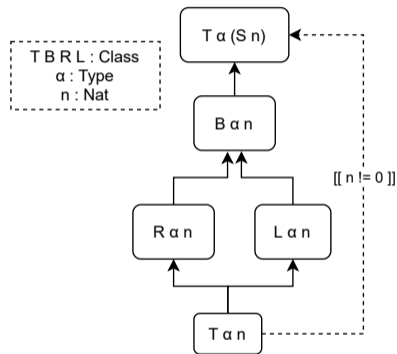 T α (S n)
T B R L : Class
α : Type
n : Nat
B α n
[[ n != 0 ]]
R α n
L α n
T α n